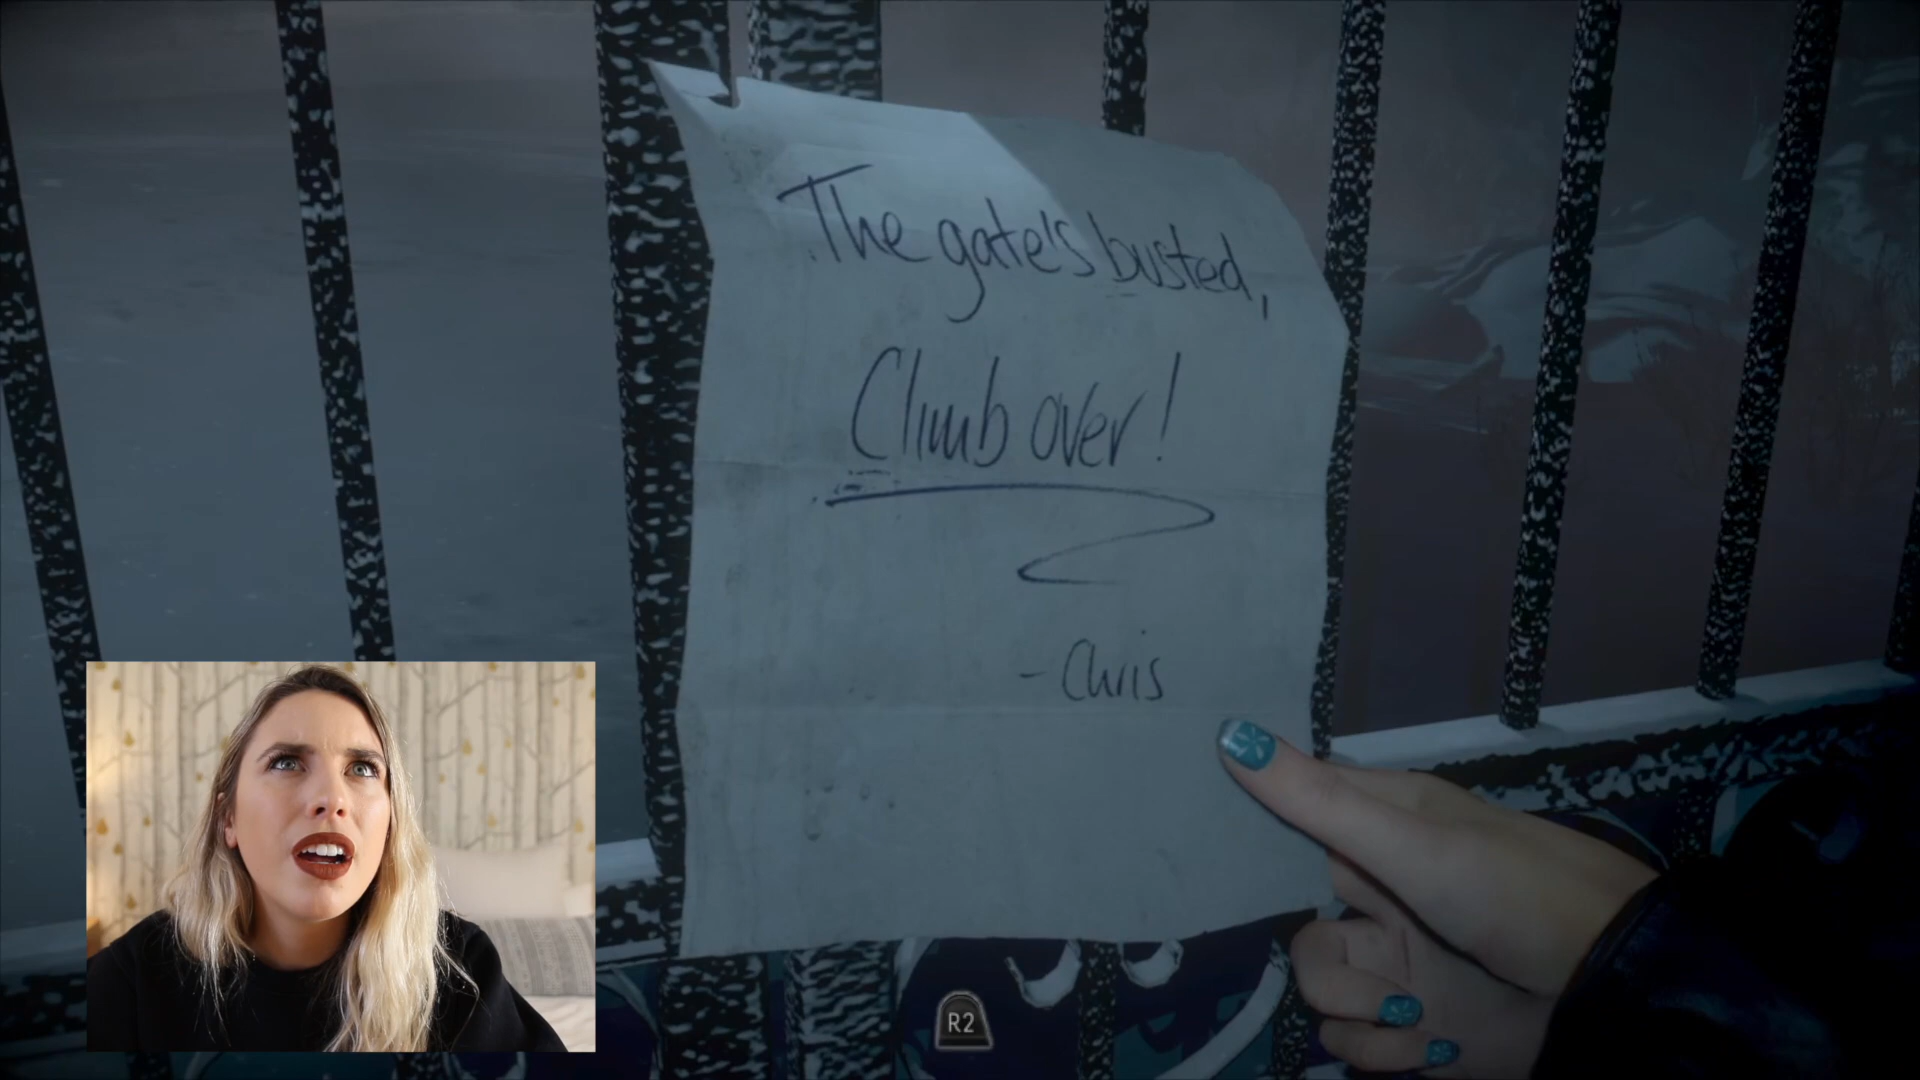 The gate's busted,
Climb over!
- Chris
R2